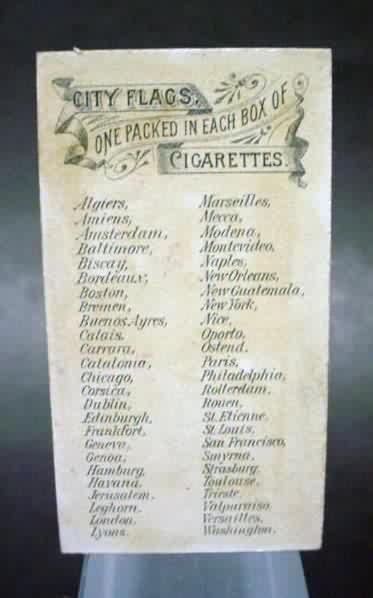 CITY FLAGS,
ONE PACKED IN EACH BOX OF
CIGARETTES.
Algiers,
Amiens,
Amsterdam,
Baltimore,
Biscay,
Bordeaux,
Boston,
Bremen,
Buenos Ayres,
Calais.
Carrara,
Catalonia,
Chicago,
Corsica,
Dublin,
Edinburgh,
Frankfort,
Geneva,
Genoa.
Hamburg.
Havana.
Jerusalem.
Leghorn.
London.
Lyons.
Marseilles,
Mecca,
Modena,
Montevideo.
Naples,
New Orleans,
New Guatemala,
New York,
Nice,
Oporto.
Ostend.
Paris,
Philadelphia,
Rotterdam.
Rouen,
St. Etienne.
St. Louis.
San Francisco,
Smyrna.
Strasburg.
Toulouse.
Trieste.
Valparaiso.
Versailles.
Washington.